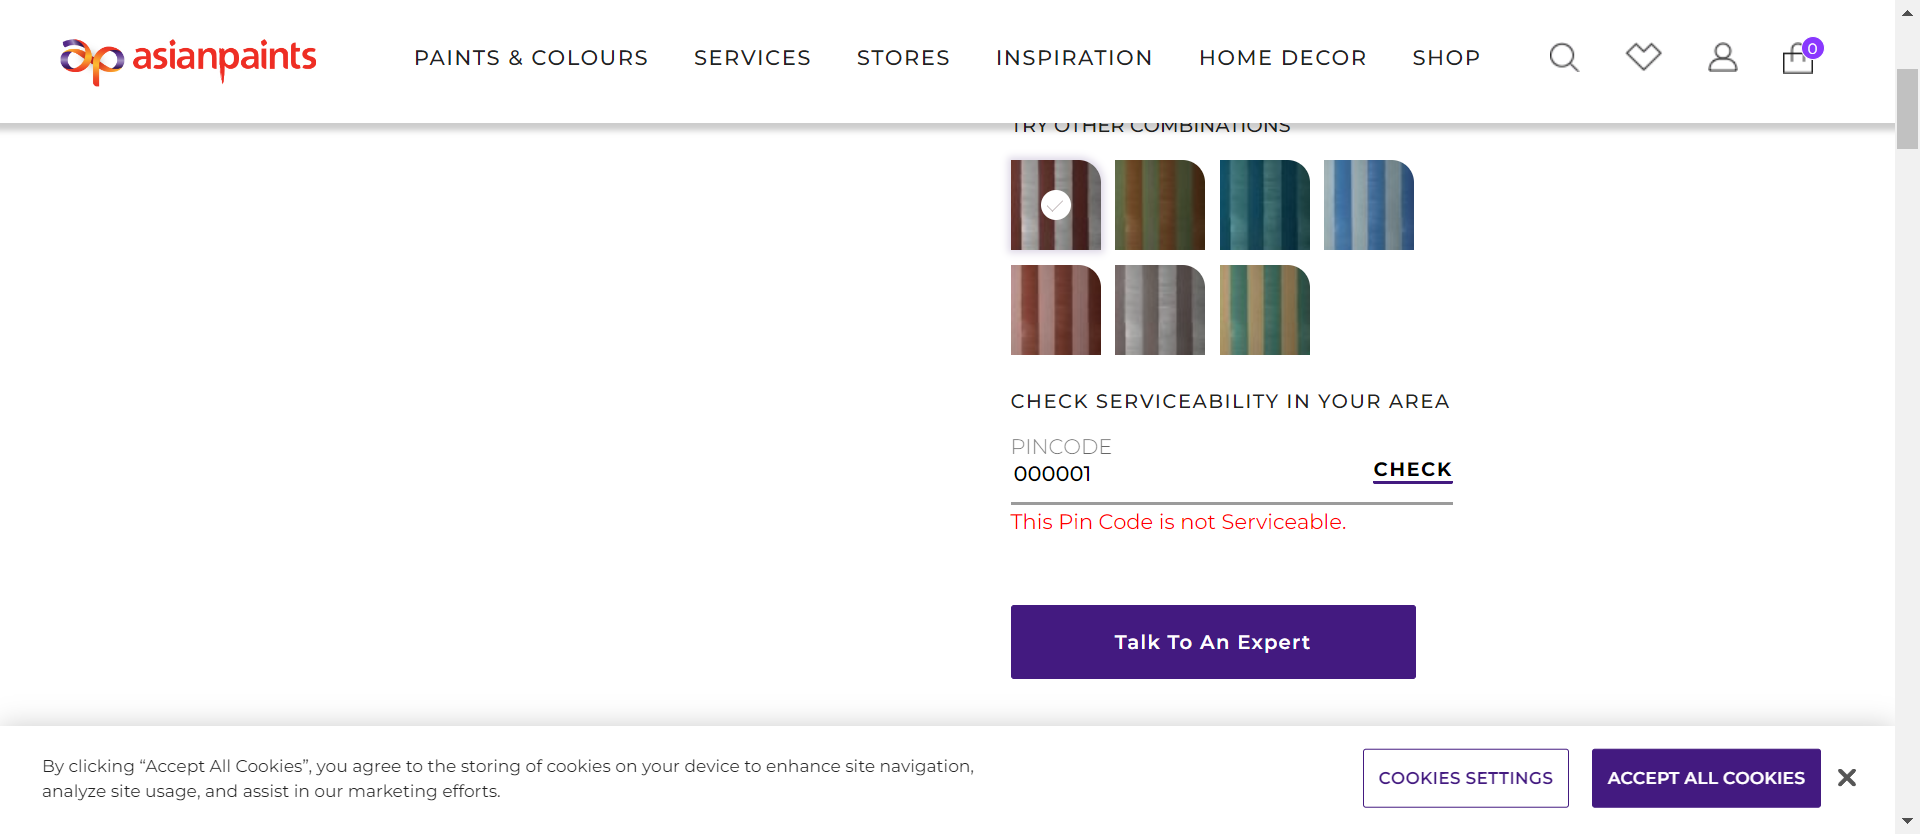 asianpaints
PAINTS & COLOURS SERVICES STORES INSPIRATION HOME DECOR SHOP 0
TRY OTHER COMBINATIONS
CHECK SERVICEABILITY IN YOUR AREA
PINCODE
000001 CHECK
This Pin Code is not Serviceable.
Talk To An Expert
By clicking “Accept All Cookies”, you agree to the storing of cookies on your device to enhance site navigation,
analyze site usage, and assist in our marketing efforts.
COOKIES SETTINGS
ACCEPT ALL COOKIES